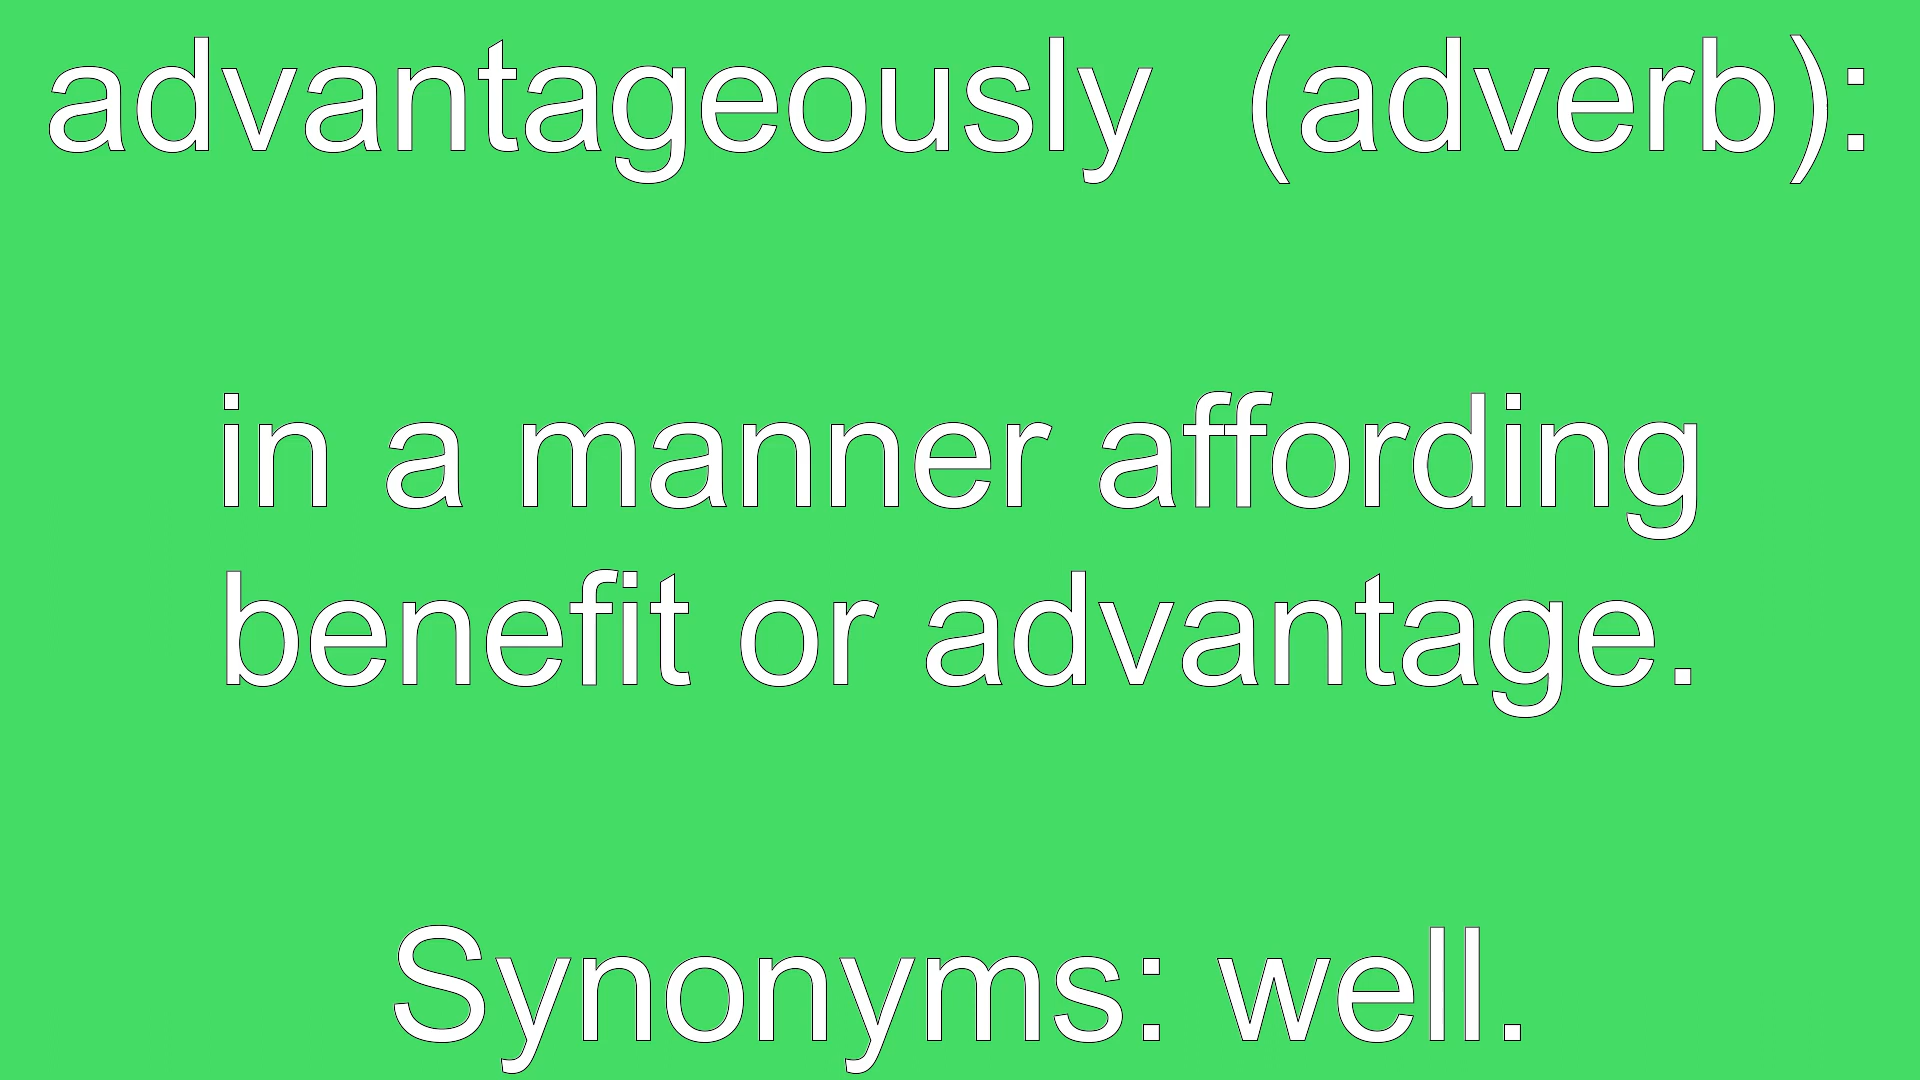 advantageously (adverb):
in a manner affording
benefit or advantage.
Synonyms: well.